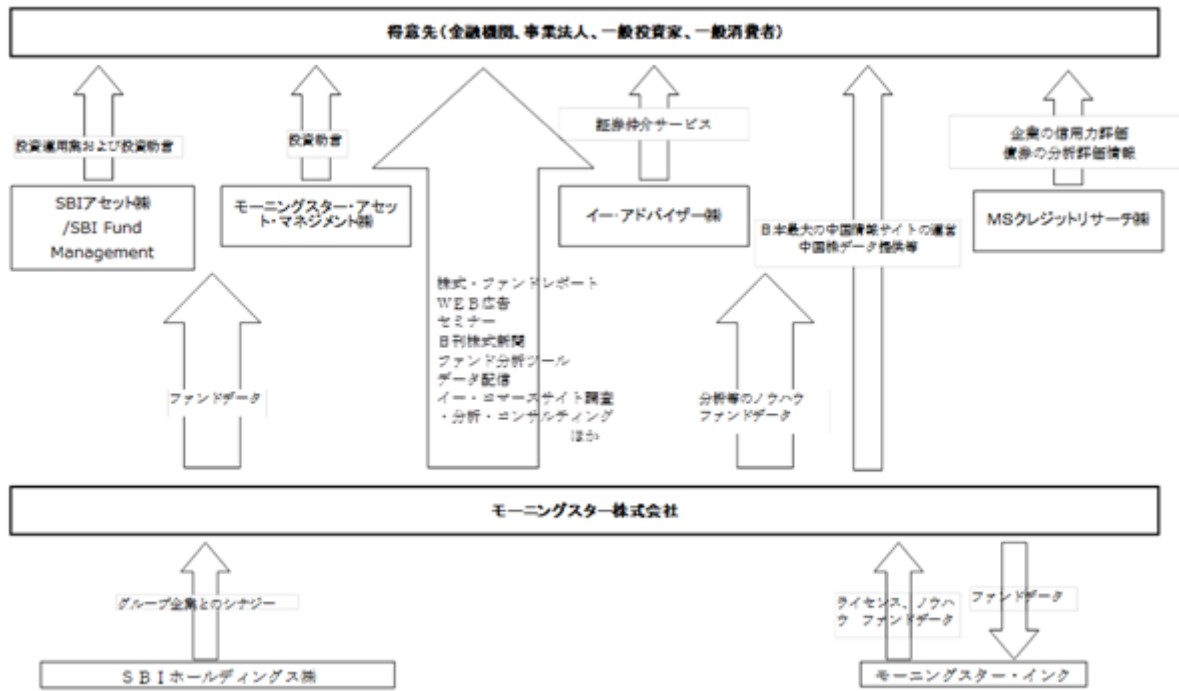 得意先（金融機関、事業法人、一般投資家、一般消費者）
投資運用業および投資助言
投資助言
証券仲介サービス
企業の信用力評価
債券の分析評価情報
SBIアセット㈱
/SBI Fund
Management
モーニングスター・アセッ
ト・マネジメント㈱
イー・アドバイザー㈱
日本最大の中国情報サイトの運営
中国株データ提供等
MSクレジットリサーチ㈱
株式・ファンドレポート
ＷＥＢ広告
セミナー
日刊株式新聞
ファンド分析ツール
データ配信
イー・コマースサイト調査
・分析・コンサルティング
ほか
ファンドデータ
分析等のノウハウ
ファンドデータ
モーニングスター株式会社
グループ企業とのシナジー
ライセンス、ノウハ
ウ　ファンドデータ
ファンドデータ
ＳＢＩホールディングス㈱
モーニングスター・インク